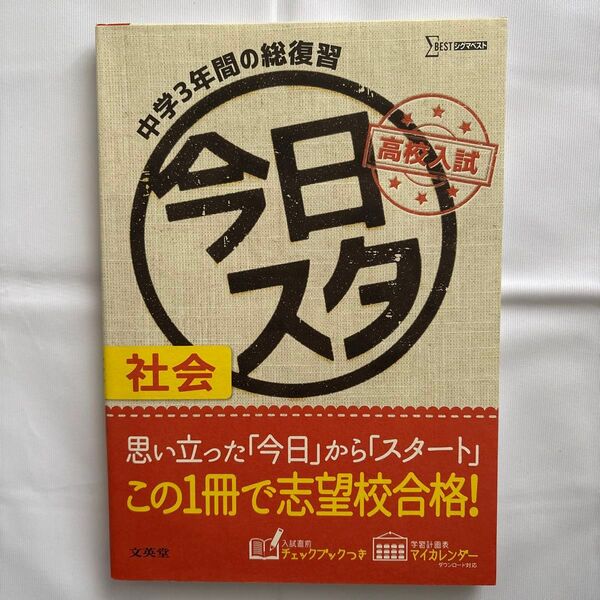 ΣBEST シグマベスト
中学3年間の総復習
高校入試
今日
スタ
社会
思い立った「今日」から「スタート」
この1冊で志望校合格!
文英堂
入試直前
チェックブックつき
学習計画表
マイカレンダー
ダウンロード対応